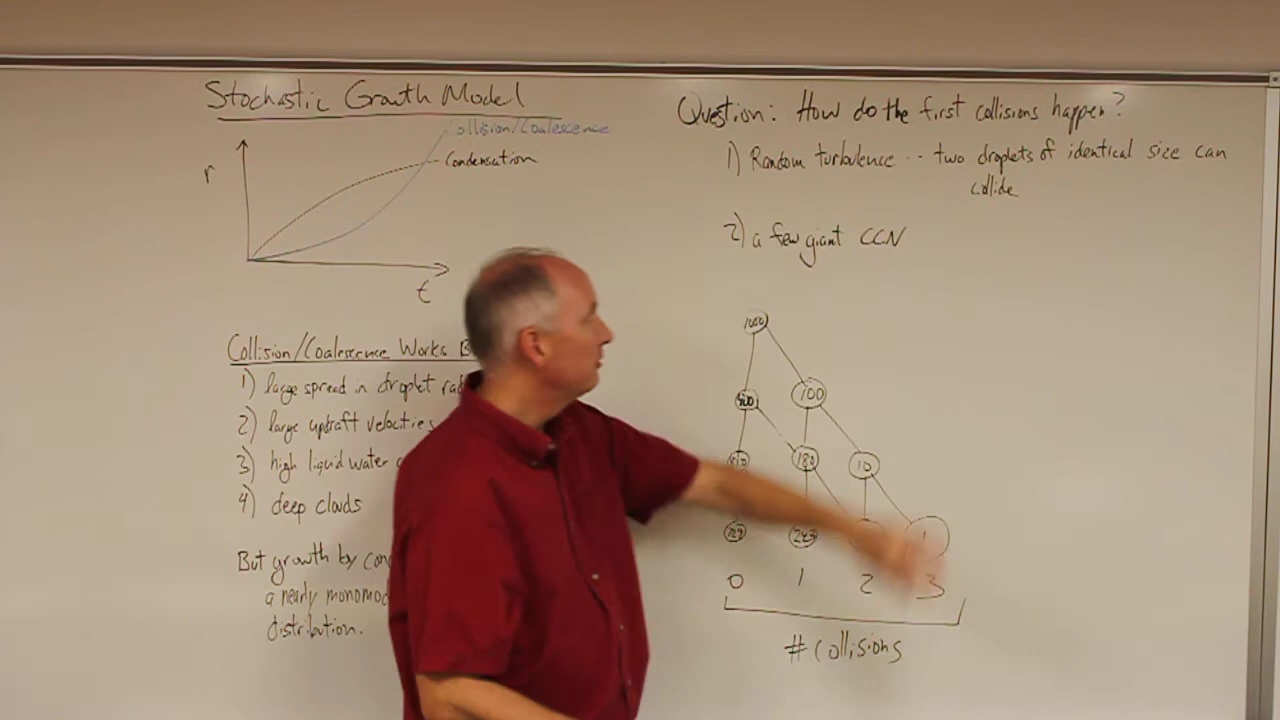 Stochastic Growth Model
r
Collision/Coalescence
Condensation
t
Collision/Coalescence Works
1) large spread in droplet
2) large updraft velocities
3) high liquid water
4) deep clouds
But growth by
a nearly
distribution.
Question: How do the first collisions happen?
1) Random turbulence .. two droplets of identical size can
collide
2) a few giant CCN
1000
900 100
180 10
729 243 1
0 1 2 3
# Collisions